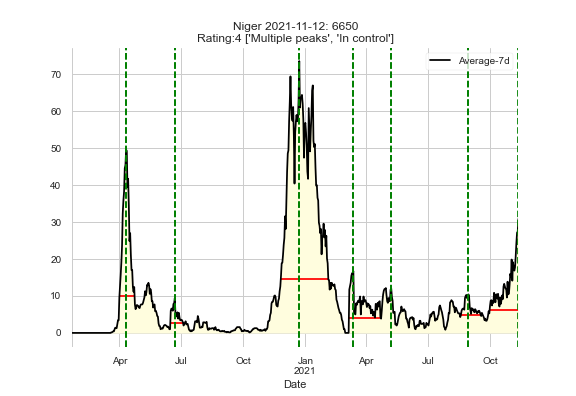 Niger 2021-11-12: 6650
Rating:4 ['Multiple peaks', 'In control']
Average-7d
70
60
50
40
30
20
10
0
Apr
Jul
Oct
Jan
2021
Apr
Jul
Oct
Date